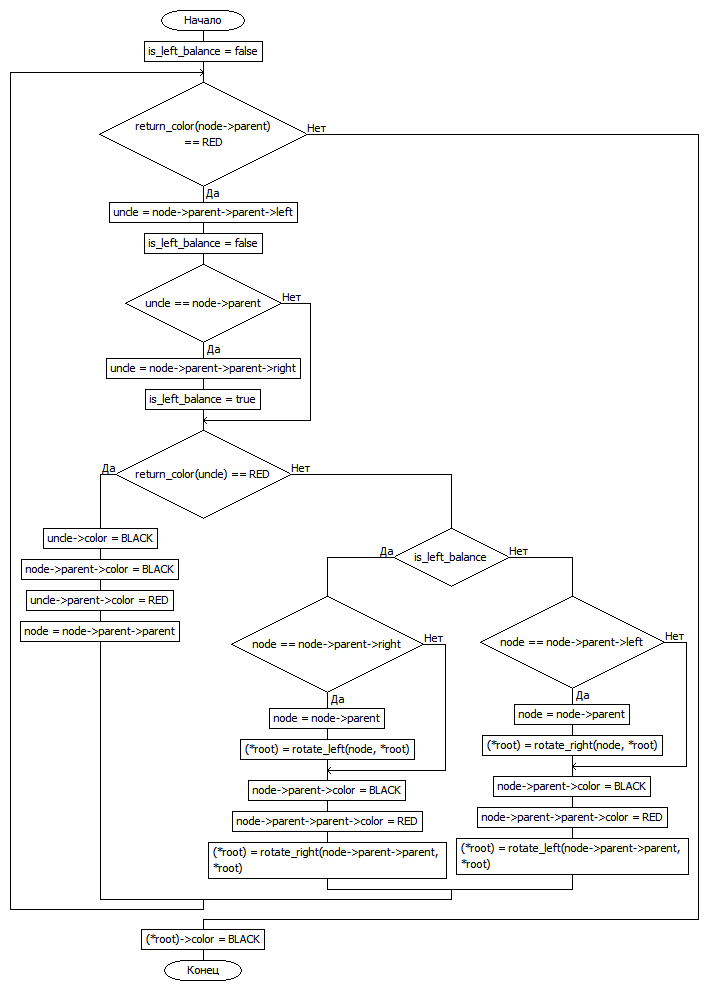 Начало
is_left_balance = false
return_color(node->parent)
== RED
Нет
Да
uncle = node->parent->parent->left
is_left_balance = false
uncle == node->parent
Нет
Да
uncle = node->parent->parent->right
is_left_balance = true
return_color(uncle) == RED
Да
Нет
uncle->color = BLACK
node->parent->color = BLACK
uncle->parent->color = RED
node = node->parent->parent
is_left_balance
Да
Нет
node == node->parent->right
Нет
Да
node = node->parent
(*root) = rotate_left(node, *root)
node->parent->color = BLACK
node->parent->parent->color = RED
(*root) = rotate_right(node->parent->parent,
*root)
node == node->parent->left
Нет
Да
node = node->parent
(*root) = rotate_right(node, *root)
node->parent->color = BLACK
node->parent->parent->color = RED
(*root) = rotate_left(node->parent->parent,
*root)
(*root)->color = BLACK
Конец